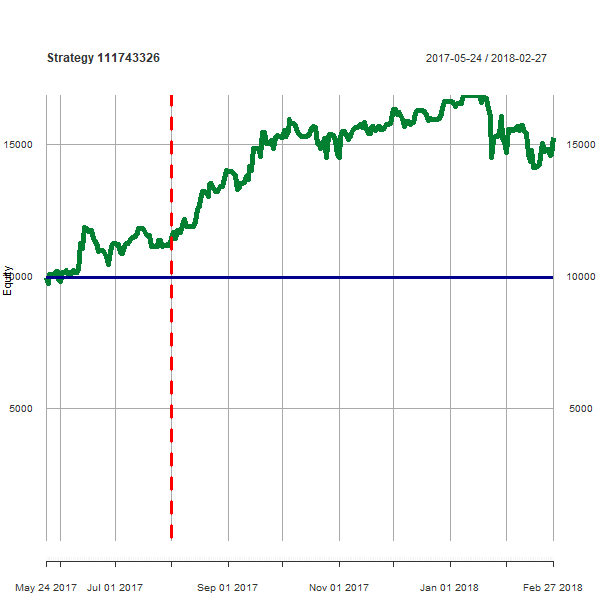 Strategy 111743326 2017-05-24 / 2018-02-27
15000 15000
Equity
10000 10000
5000 5000
May 24 2017 Jul 01 2017 Sep 01 2017 Nov 01 2017 Jan 01 2018 Feb 27 2018